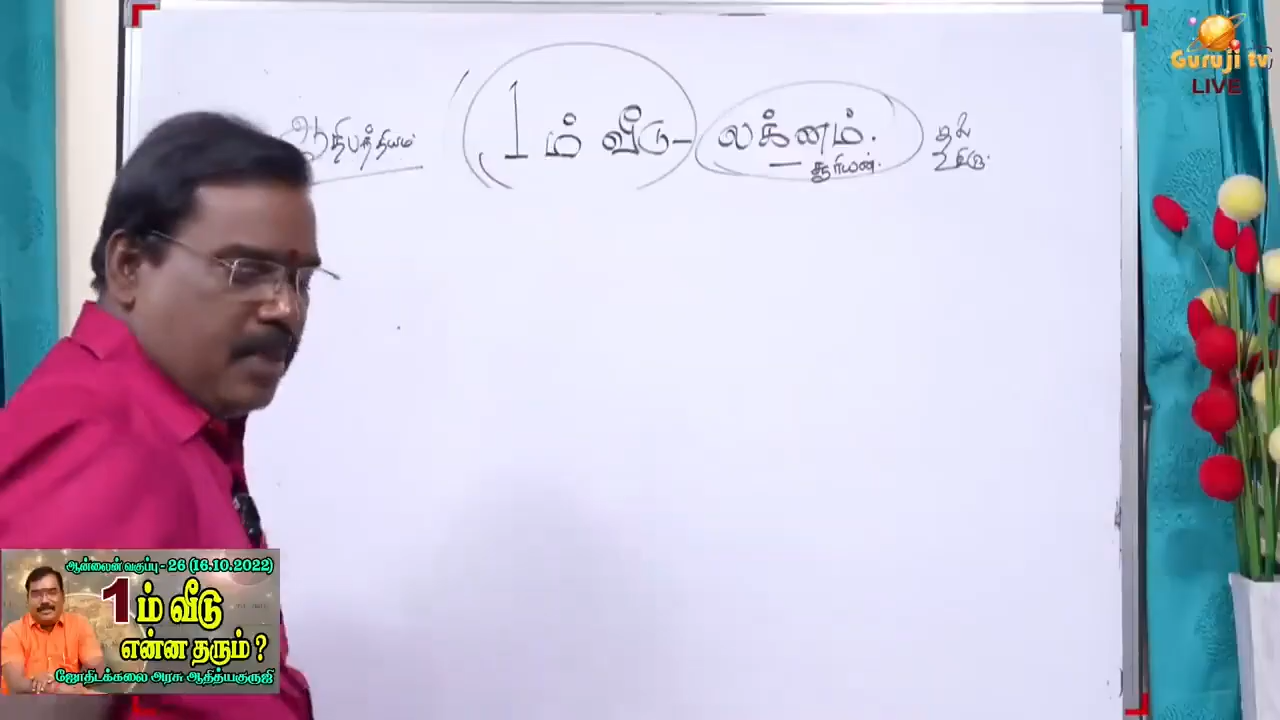 Guruji tv
LIVE
ஆதிபத்தியம்
1ம் வீடு - லக்னம்.
சூரியன்.
ஆன்லைன் வகுப்பு - 26 (16.10.2022)
1ம் வீடு
என்ன தரும் ?
ஜோதிடக்கலை அரசு ஆதித்யகுருஜி